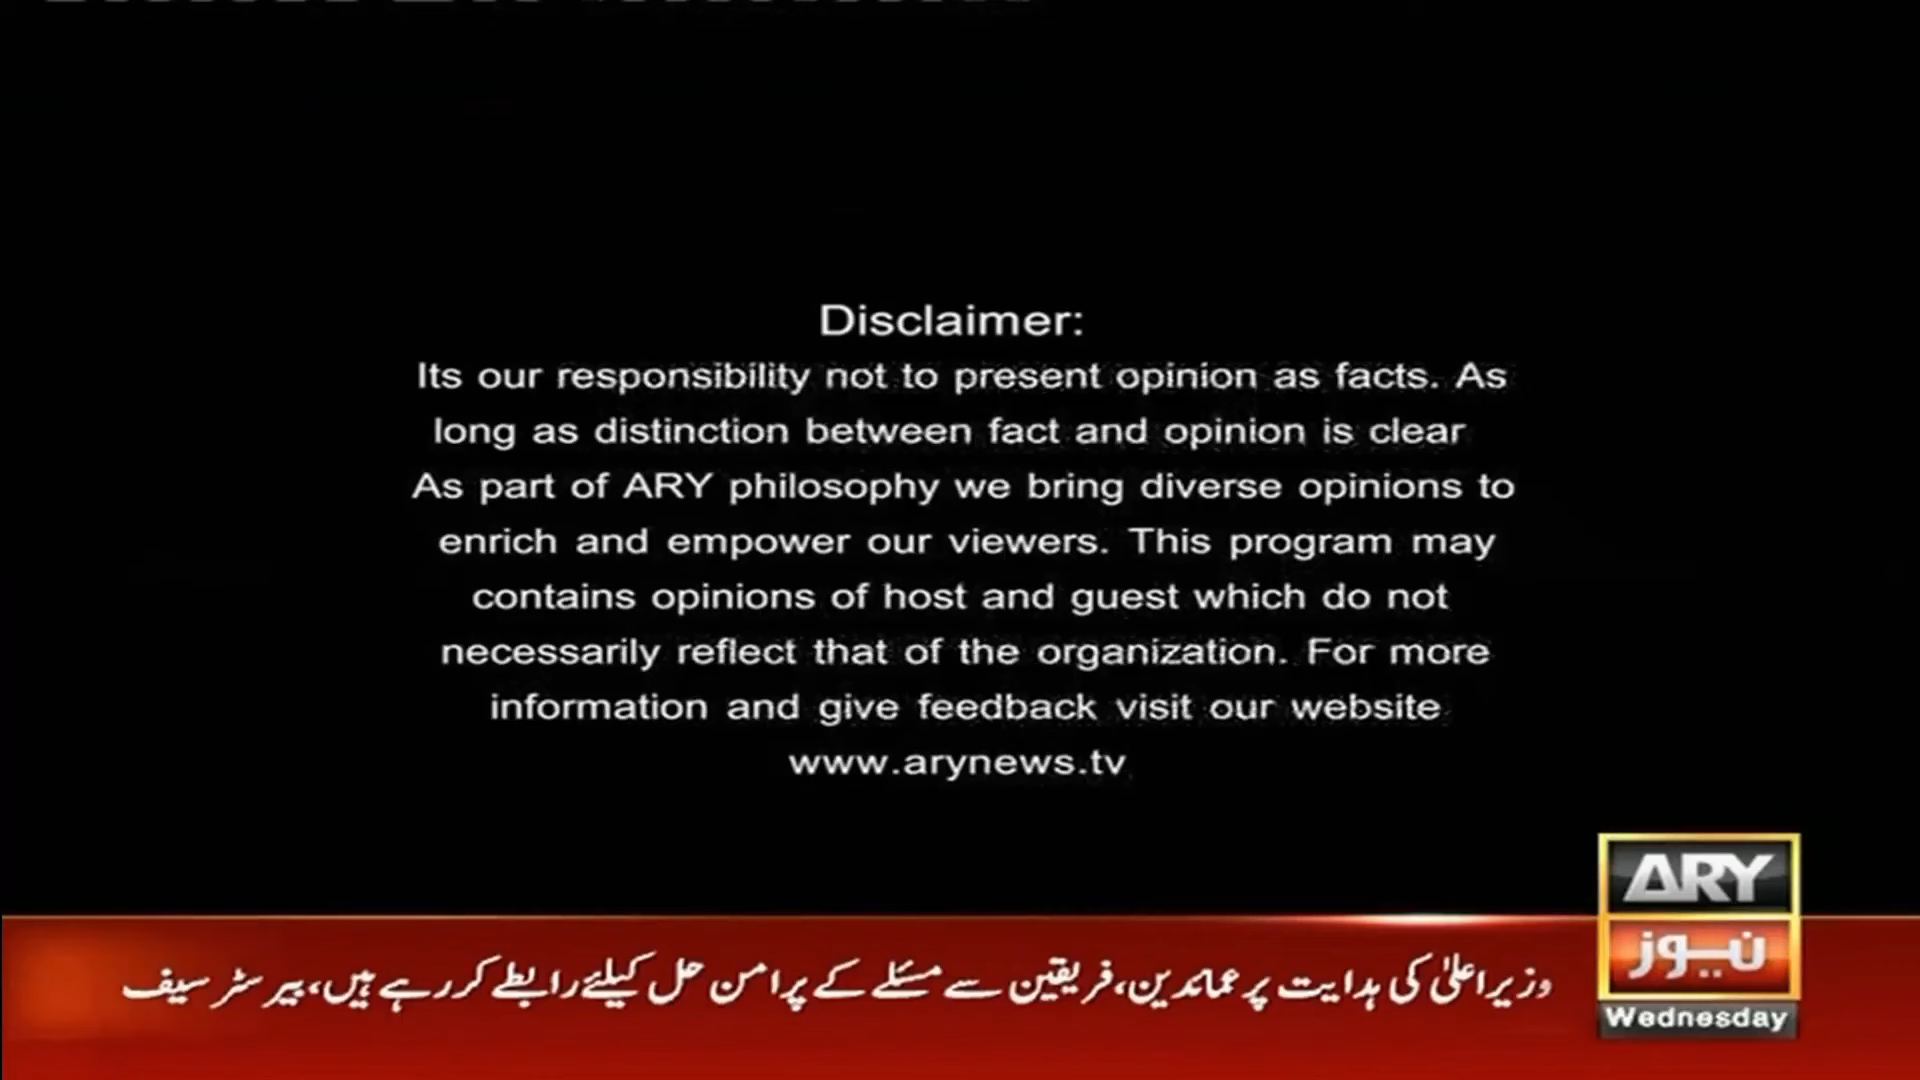 Disclaimer:
Its our responsibility not to present opinion as facts. As
long as distinction between fact and opinion is clear
As part of ARY philosophy we bring diverse opinions to
enrich and empower our viewers. This program may
contains opinions of host and guest which do not
necessarily reflect that of the organization. For more
information and give feedback visit our website
www.arynews.tv
ARY
نیوز
Wednesday
وزیراعلیٰ کی ہدایت پر عمائدین،فریقین سے مسئلے کے پرامن حل کیلئے رابطے کررہے ہیں،بیرسٹر سیف